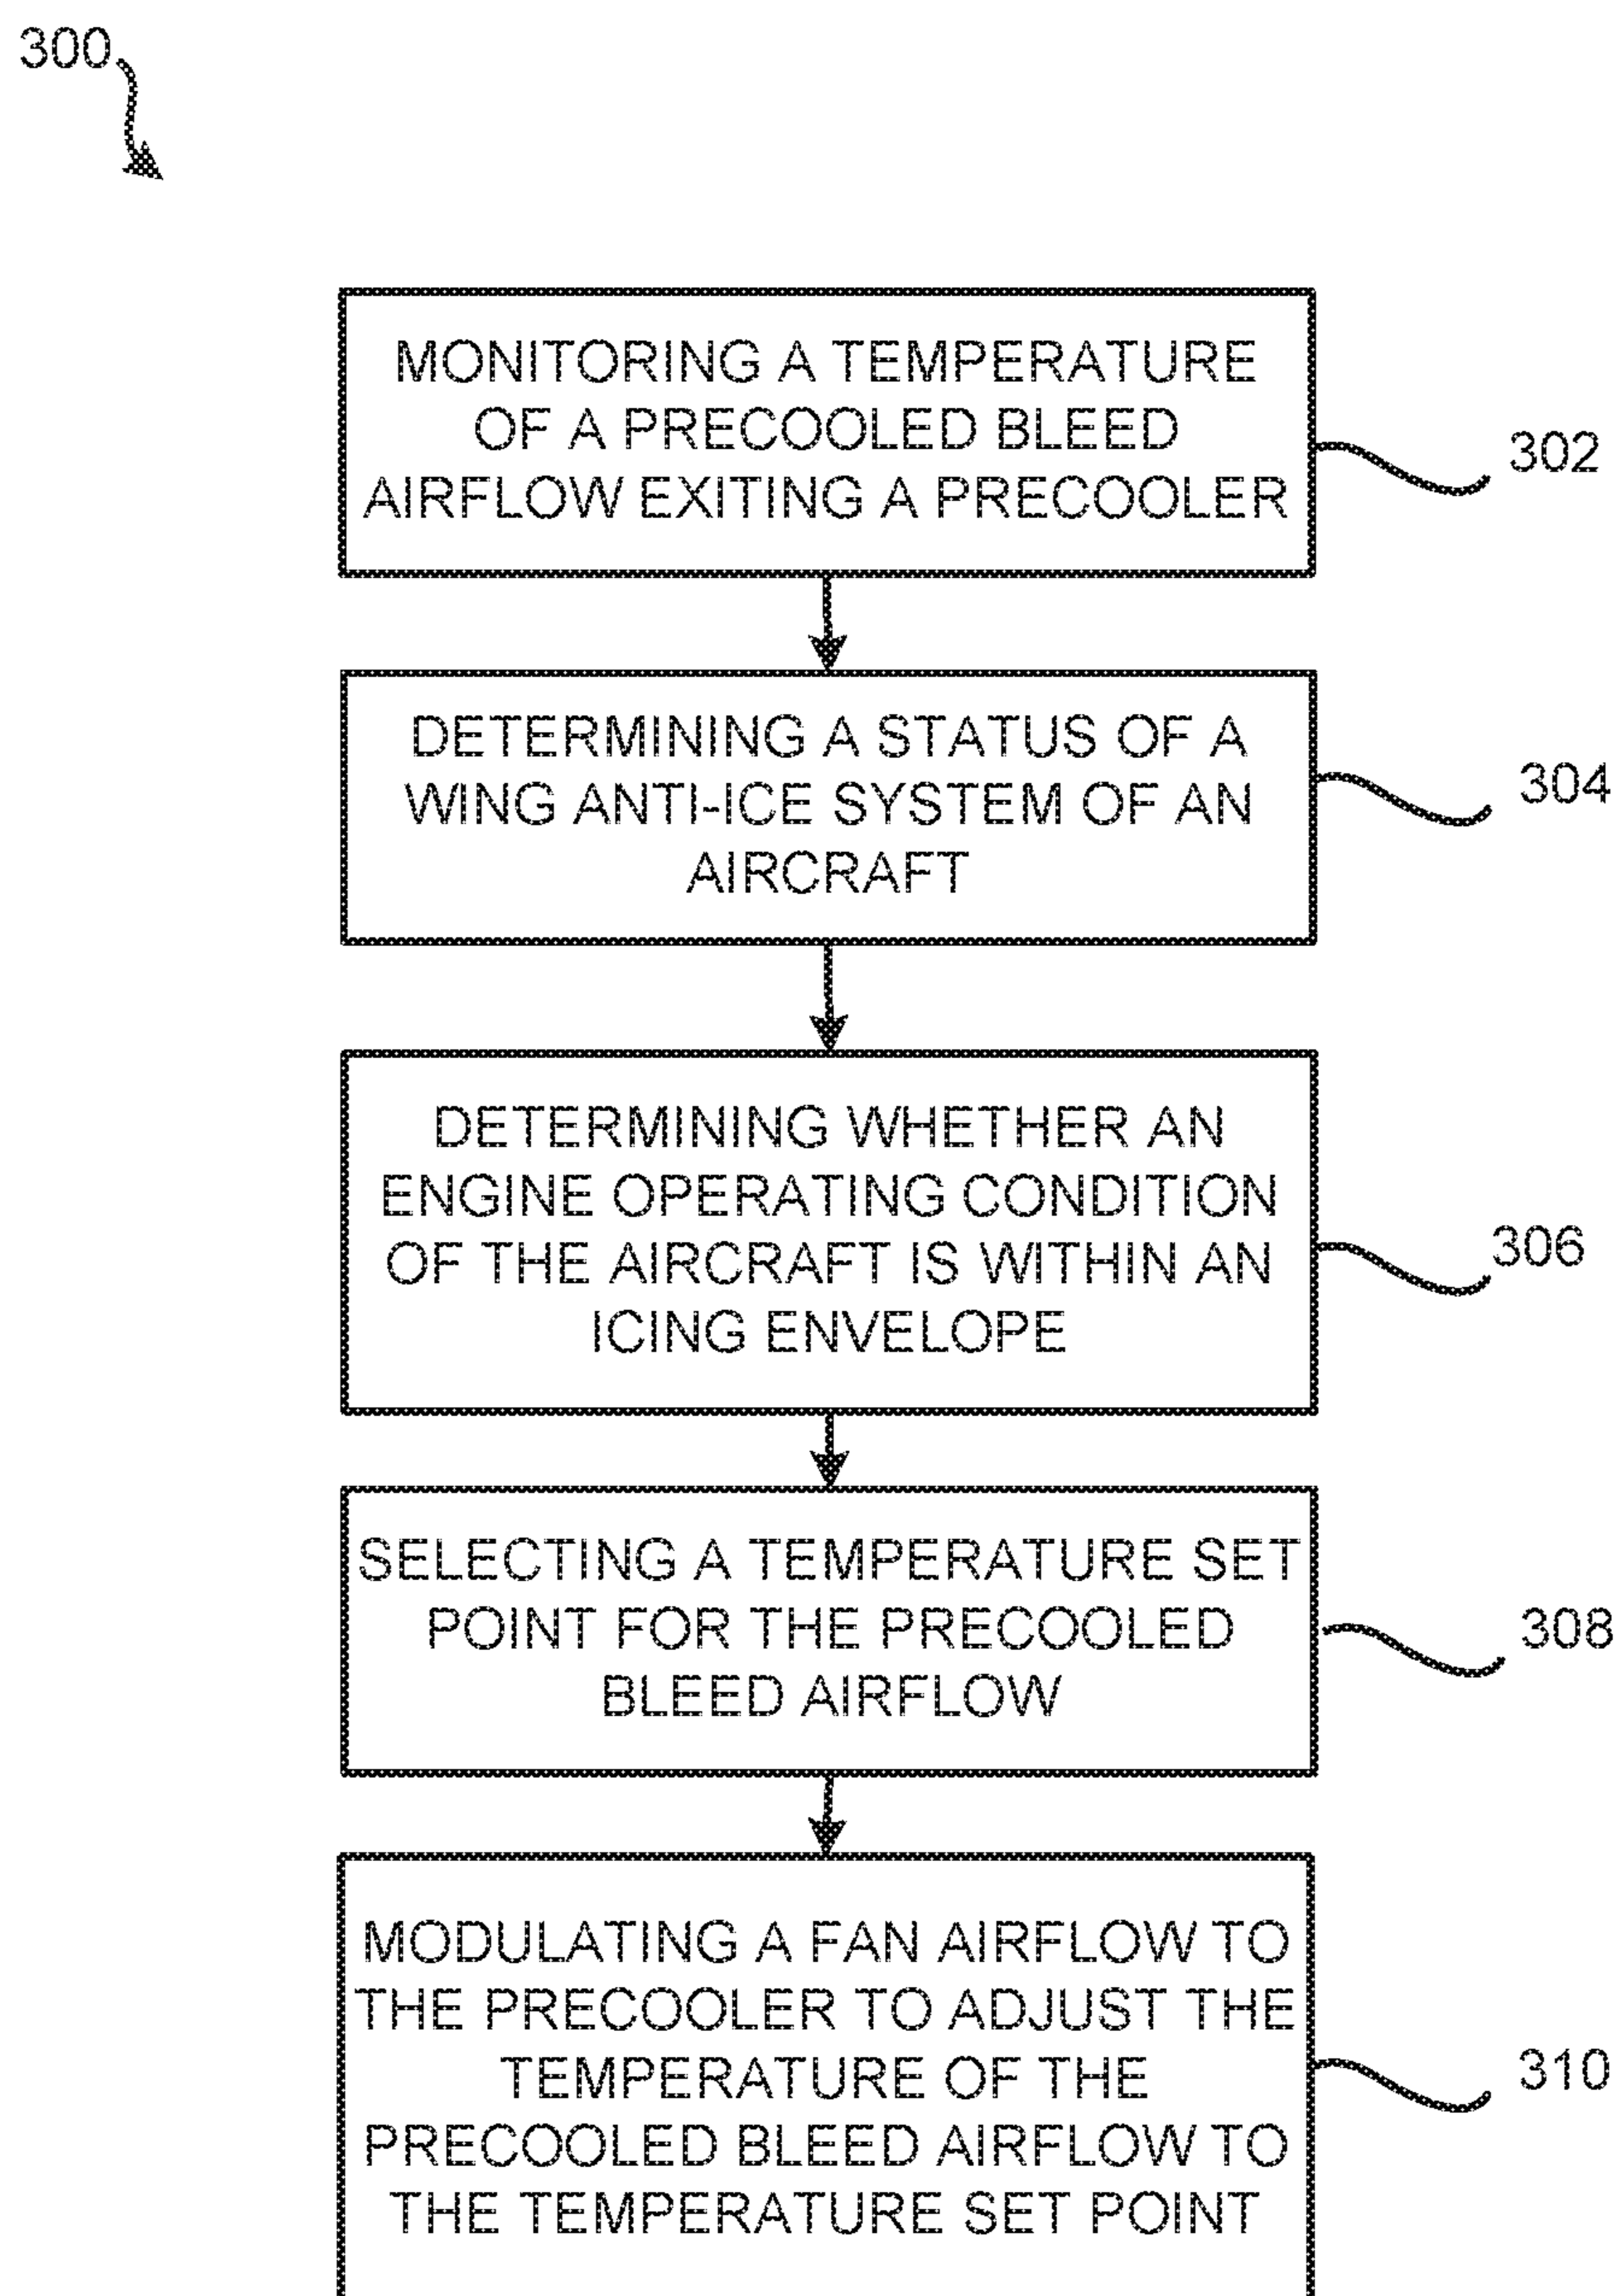 300
MONITORING A TEMPERATURE
OF A PRECOOLED BLEED
AIRFLOW EXITING A PRECOOLER
302
DETERMINING A STATUS OF A
WING ANTI-ICE SYSTEM OF AN
AIRCRAFT
304
DETERMINING WHETHER AN
ENGINE OPERATING CONDITION
OF THE AIRCRAFT IS WITHIN AN
ICING ENVELOPE
306
SELECTING A TEMPERATURE SET
POINT FOR THE PRECOOLED
BLEED AIRFLOW
308
MODULATING A FAN AIRFLOW TO
THE PRECOOLER TO ADJUST THE
TEMPERATURE OF THE
PRECOOLED BLEED AIRFLOW TO
THE TEMPERATURE SET POINT
310